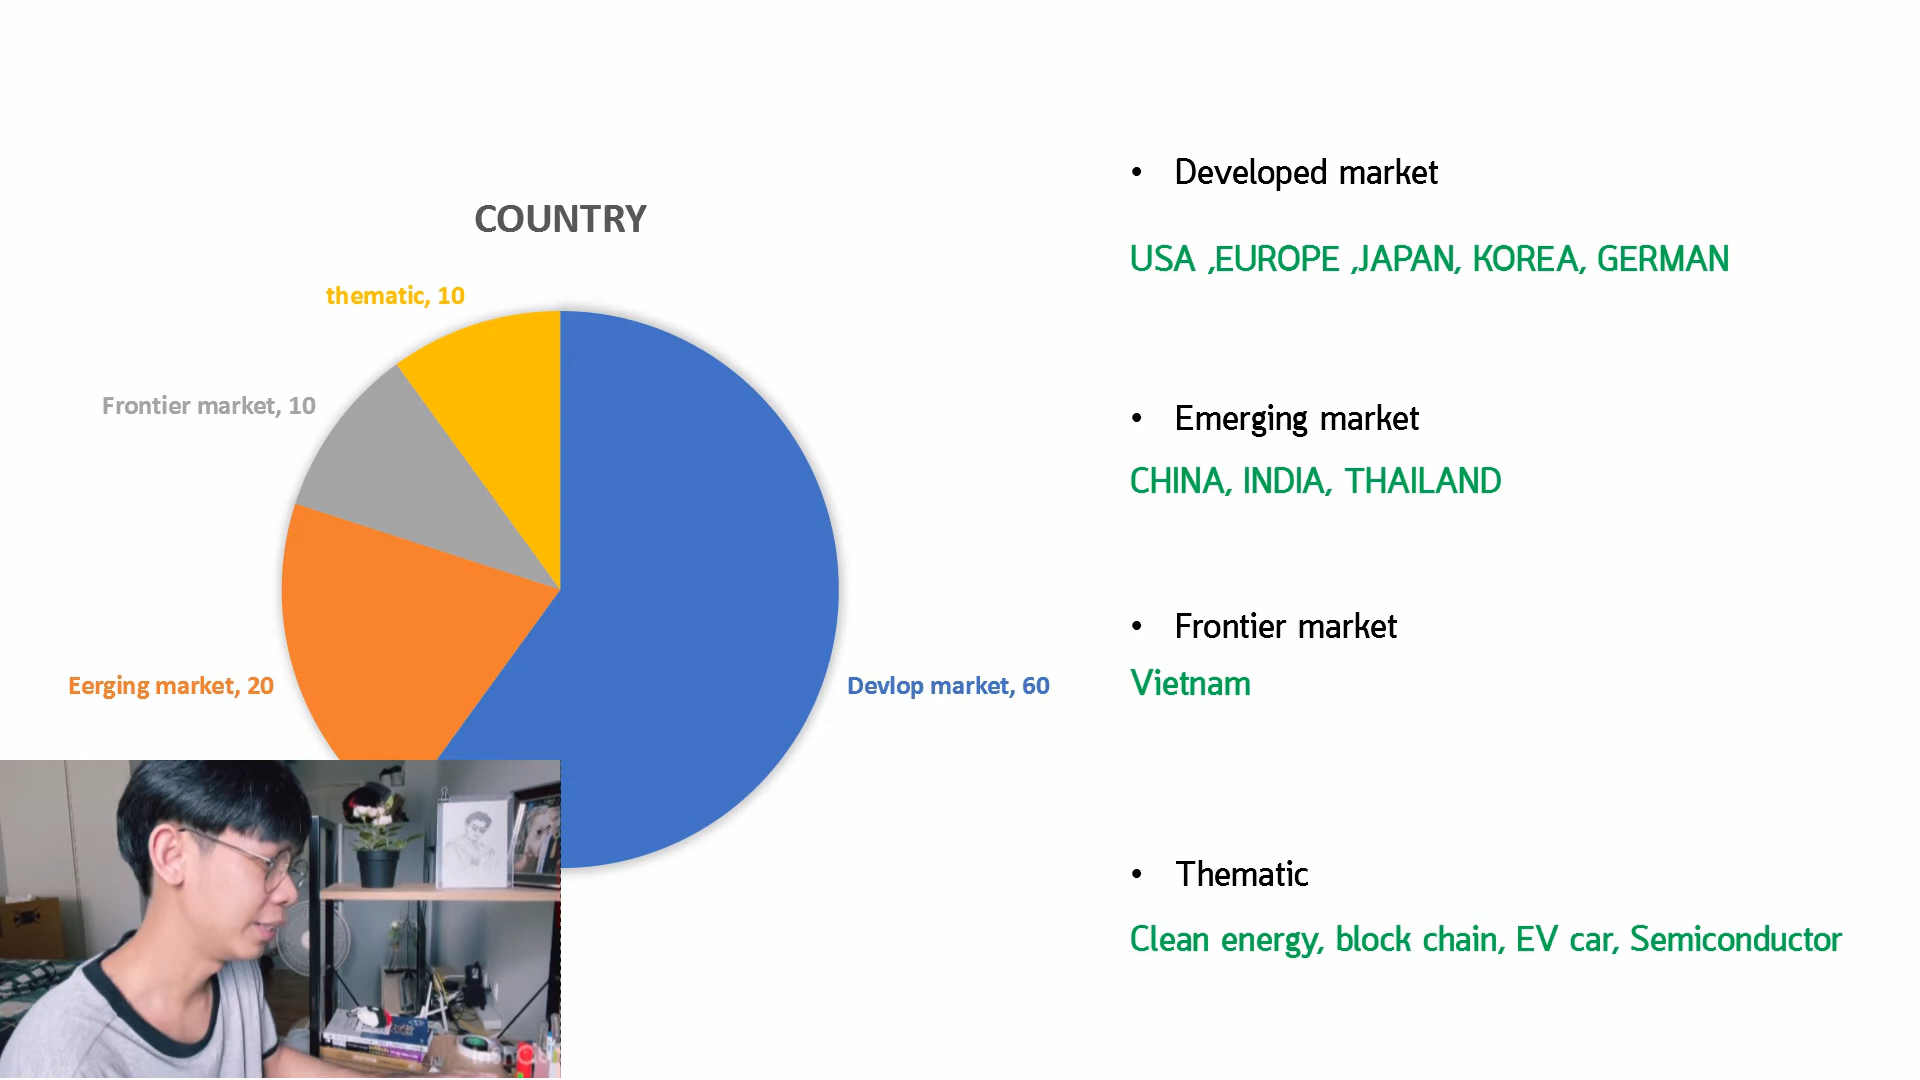 COUNTRY
thematic, 10
Frontier market, 10
Eerging market, 20
Devlop market, 60
• Developed market
USA ,EUROPE ,JAPAN, KOREA, GERMAN
• Emerging market
CHINA, INDIA, THAILAND
• Frontier market
Vietnam
• Thematic
Clean energy, block chain, EV car, Semiconductor